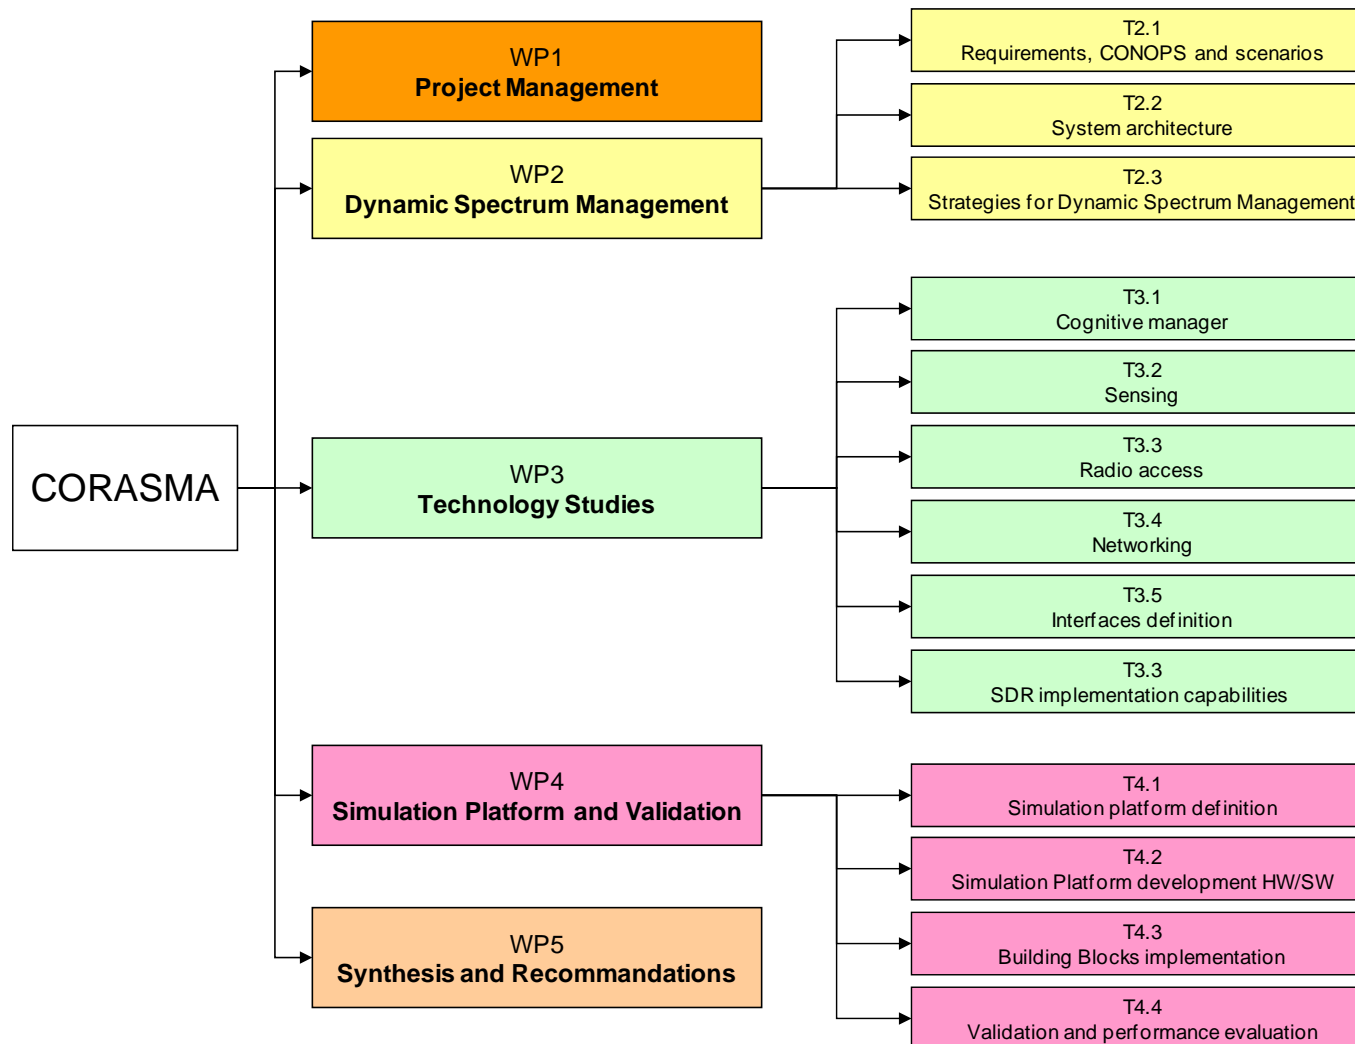 CORASMA
WP1
Project Management
WP2
Dynamic Spectrum Management
WP3
Technology Studies
WP4
Simulation Platform and Validation
WP5
Synthesis and Recommandations
T2.1
Requirements, CONOPS and scenarios
T2.2
System architecture
T2.3
Strategies for Dynamic Spectrum Management
T3.1
Cognitive manager
T3.2
Sensing
T3.3
Radio access
T3.4
Networking
T3.5
Interfaces definition
T3.3
SDR implementation capabilities
T4.1
Simulation platform definition
T4.2
Simulation Platform development HW/SW
T4.3
Building Blocks implementation
T4.4
Validation and performance evaluation